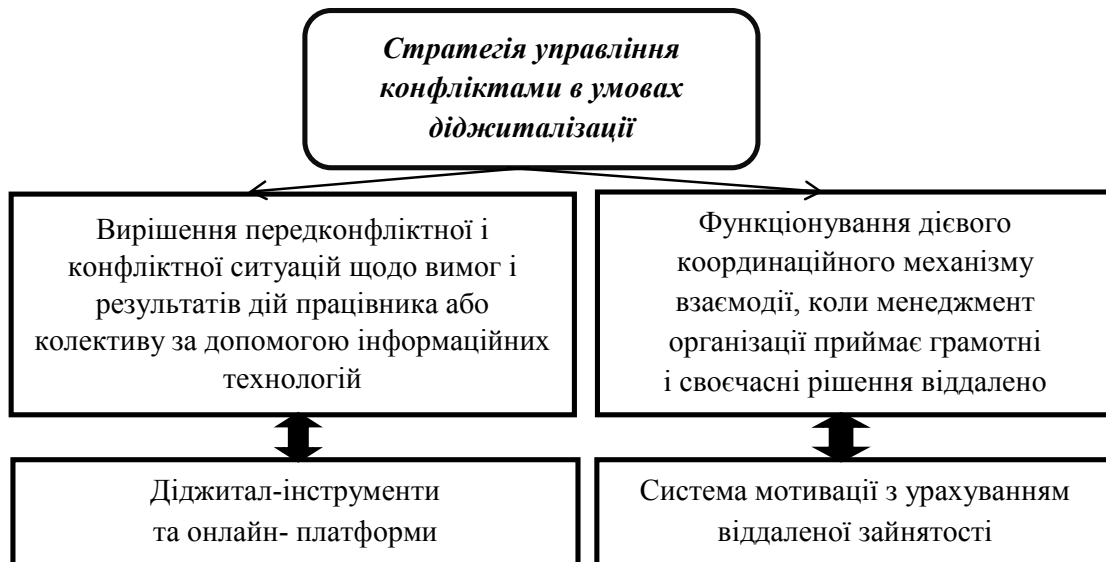 Стратегія управління
конфліктами в умовах
діджиталізації
Вирішення передконфліктної і
конфліктної ситуацій щодо вимог і
результатів дій працівника або
колективу за допомогою інформаційних
технологій
Функціонування дієвого
координаційного механізму
взаємодії, коли менеджмент
організації приймає грамотні
і своєчасні рішення віддалено
Діджитал-інструменти
та онлайн- платформи
Система мотивації з урахуванням
віддаленої зайнятості